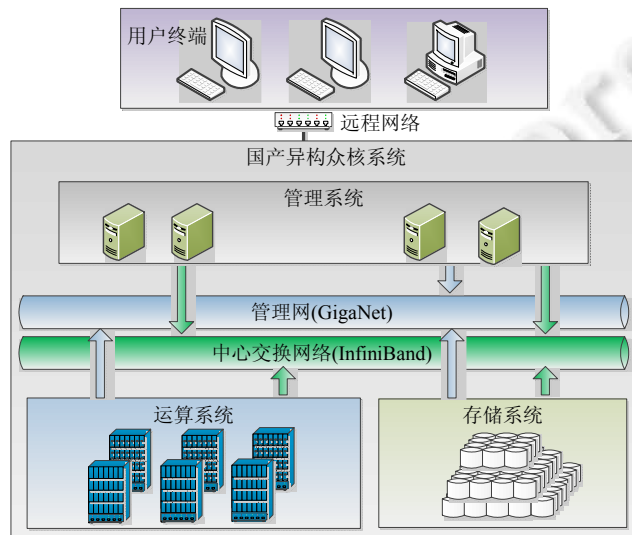 用户终端
远程网络
国产异构众核系统
管理系统
管理网(GigaNet)
中心交换网络(InfiniBand)
运算系统
存储系统